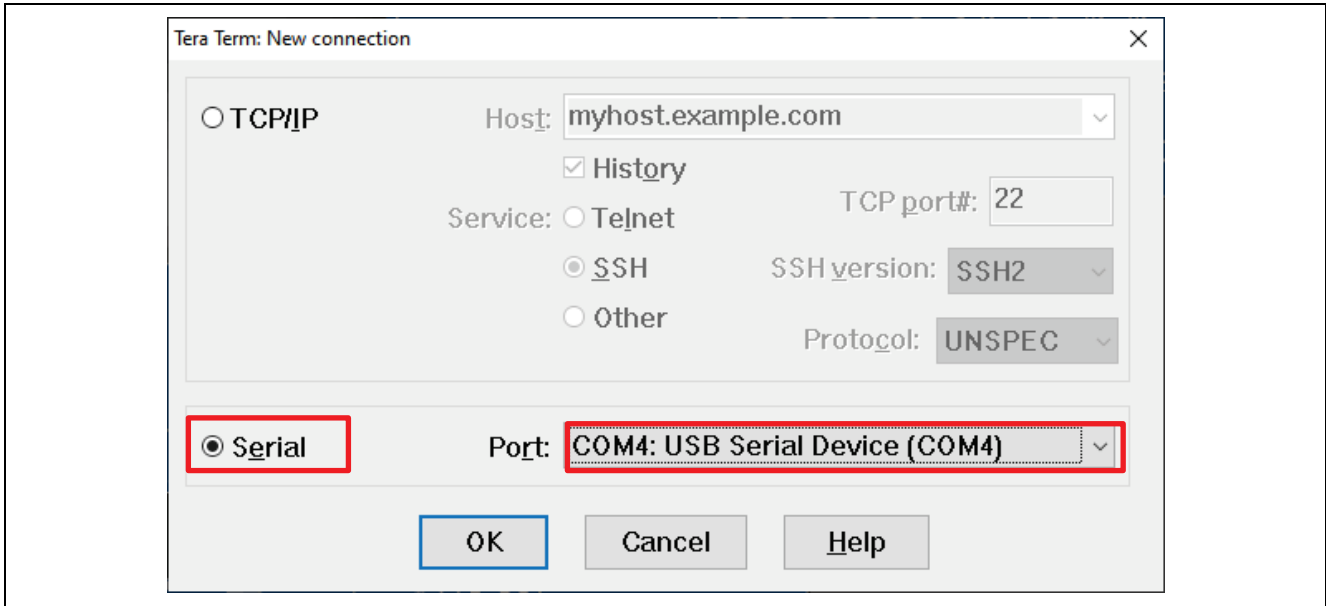 Tera Term: New connection
TCP/IP Host: myhost.example.com
History
Service: Telnet TCP port#: 22
SSH SSH version: SSH2
Other Protocol: UNSPEC
Serial Port: COM4: USB Serial Device (COM4)
OK Cancel Help